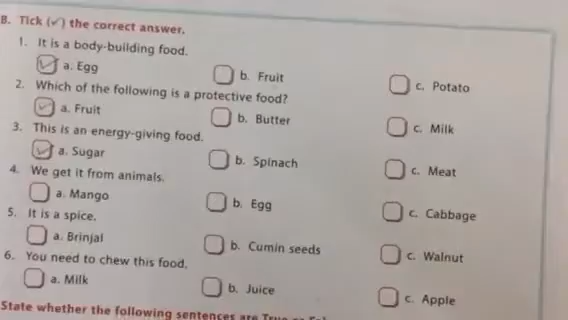 B. Tick (✓) the correct answer.
1. It is a body-building food.
a. Egg b. Fruit c. Potato
2. Which of the following is a protective food?
a. Fruit b. Butter c. Milk
3. This is an energy-giving food.
a. Sugar b. Spinach c. Meat
4. We get it from animals.
a. Mango b. Egg c. Cabbage
5. It is a spice.
a. Brinjal b. Cumin seeds c. Walnut
6. You need to chew this food.
a. Milk b. Juice c. Apple
State whether the following sentences are True or